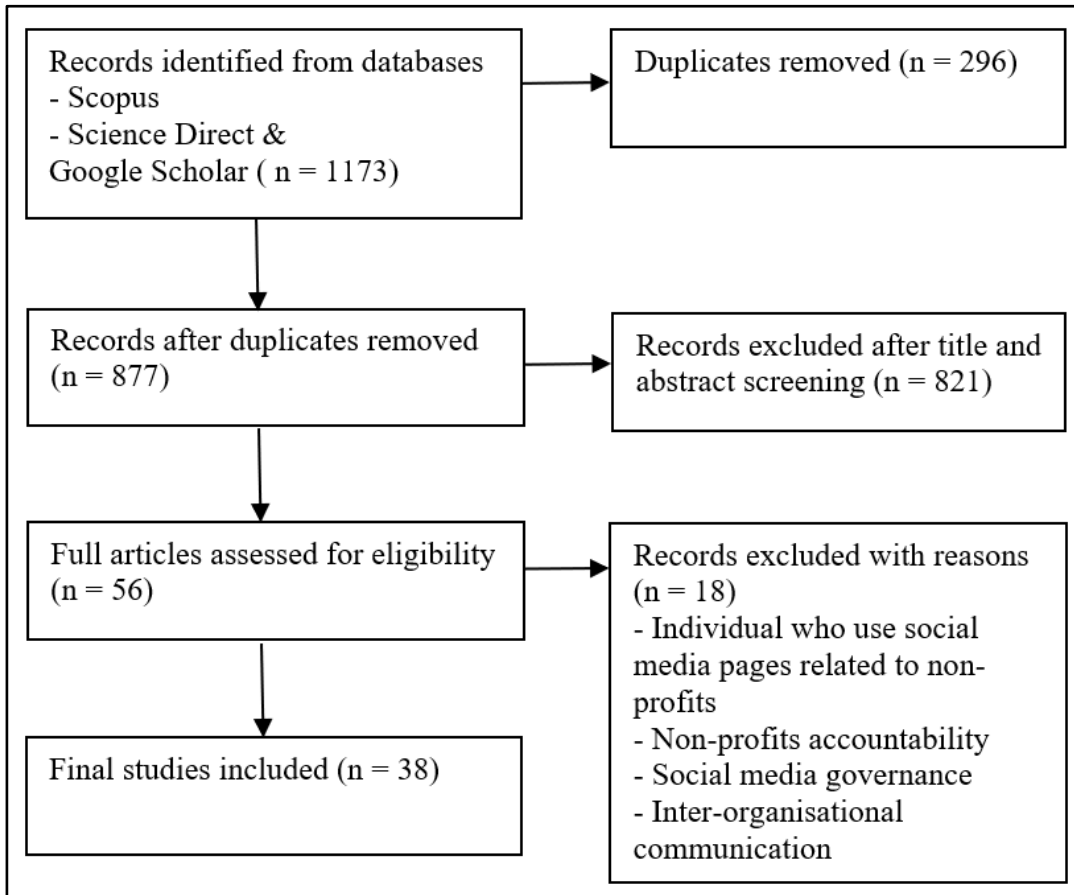 Records identified from databases
- Scopus
- Science Direct &
Google Scholar ( n = 1173)
Duplicates removed (n = 296)
Records after duplicates removed
(n = 877)
Records excluded after title and
abstract screening (n = 821)
Full articles assessed for eligibility
(n = 56)
Records excluded with reasons
(n = 18)
- Individual who use social
media pages related to non-
profits
- Non-profits accountability
- Social media governance
- Inter-organisational
communication
Final studies included (n = 38)